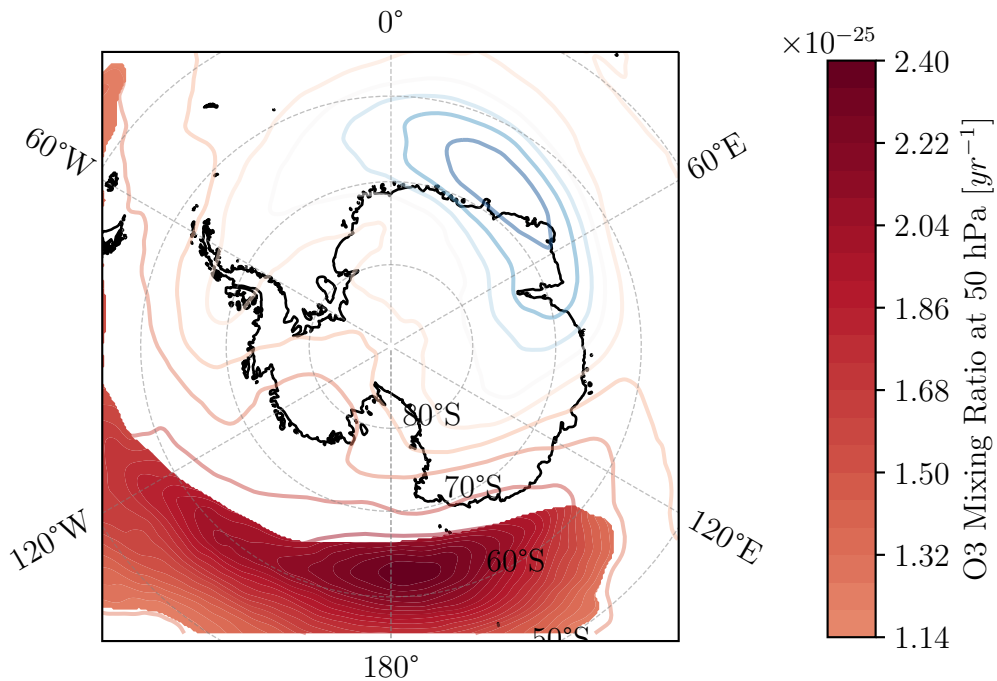 0°
×10⁻²⁵
60°W
60°E
80°S
70°S
60°S
50°S
120°W
120°E
180°
2.40
2.22
2.04
1.86
1.68
1.50
1.32
1.14
O3 Mixing Ratio at 50 hPa [yr⁻¹]